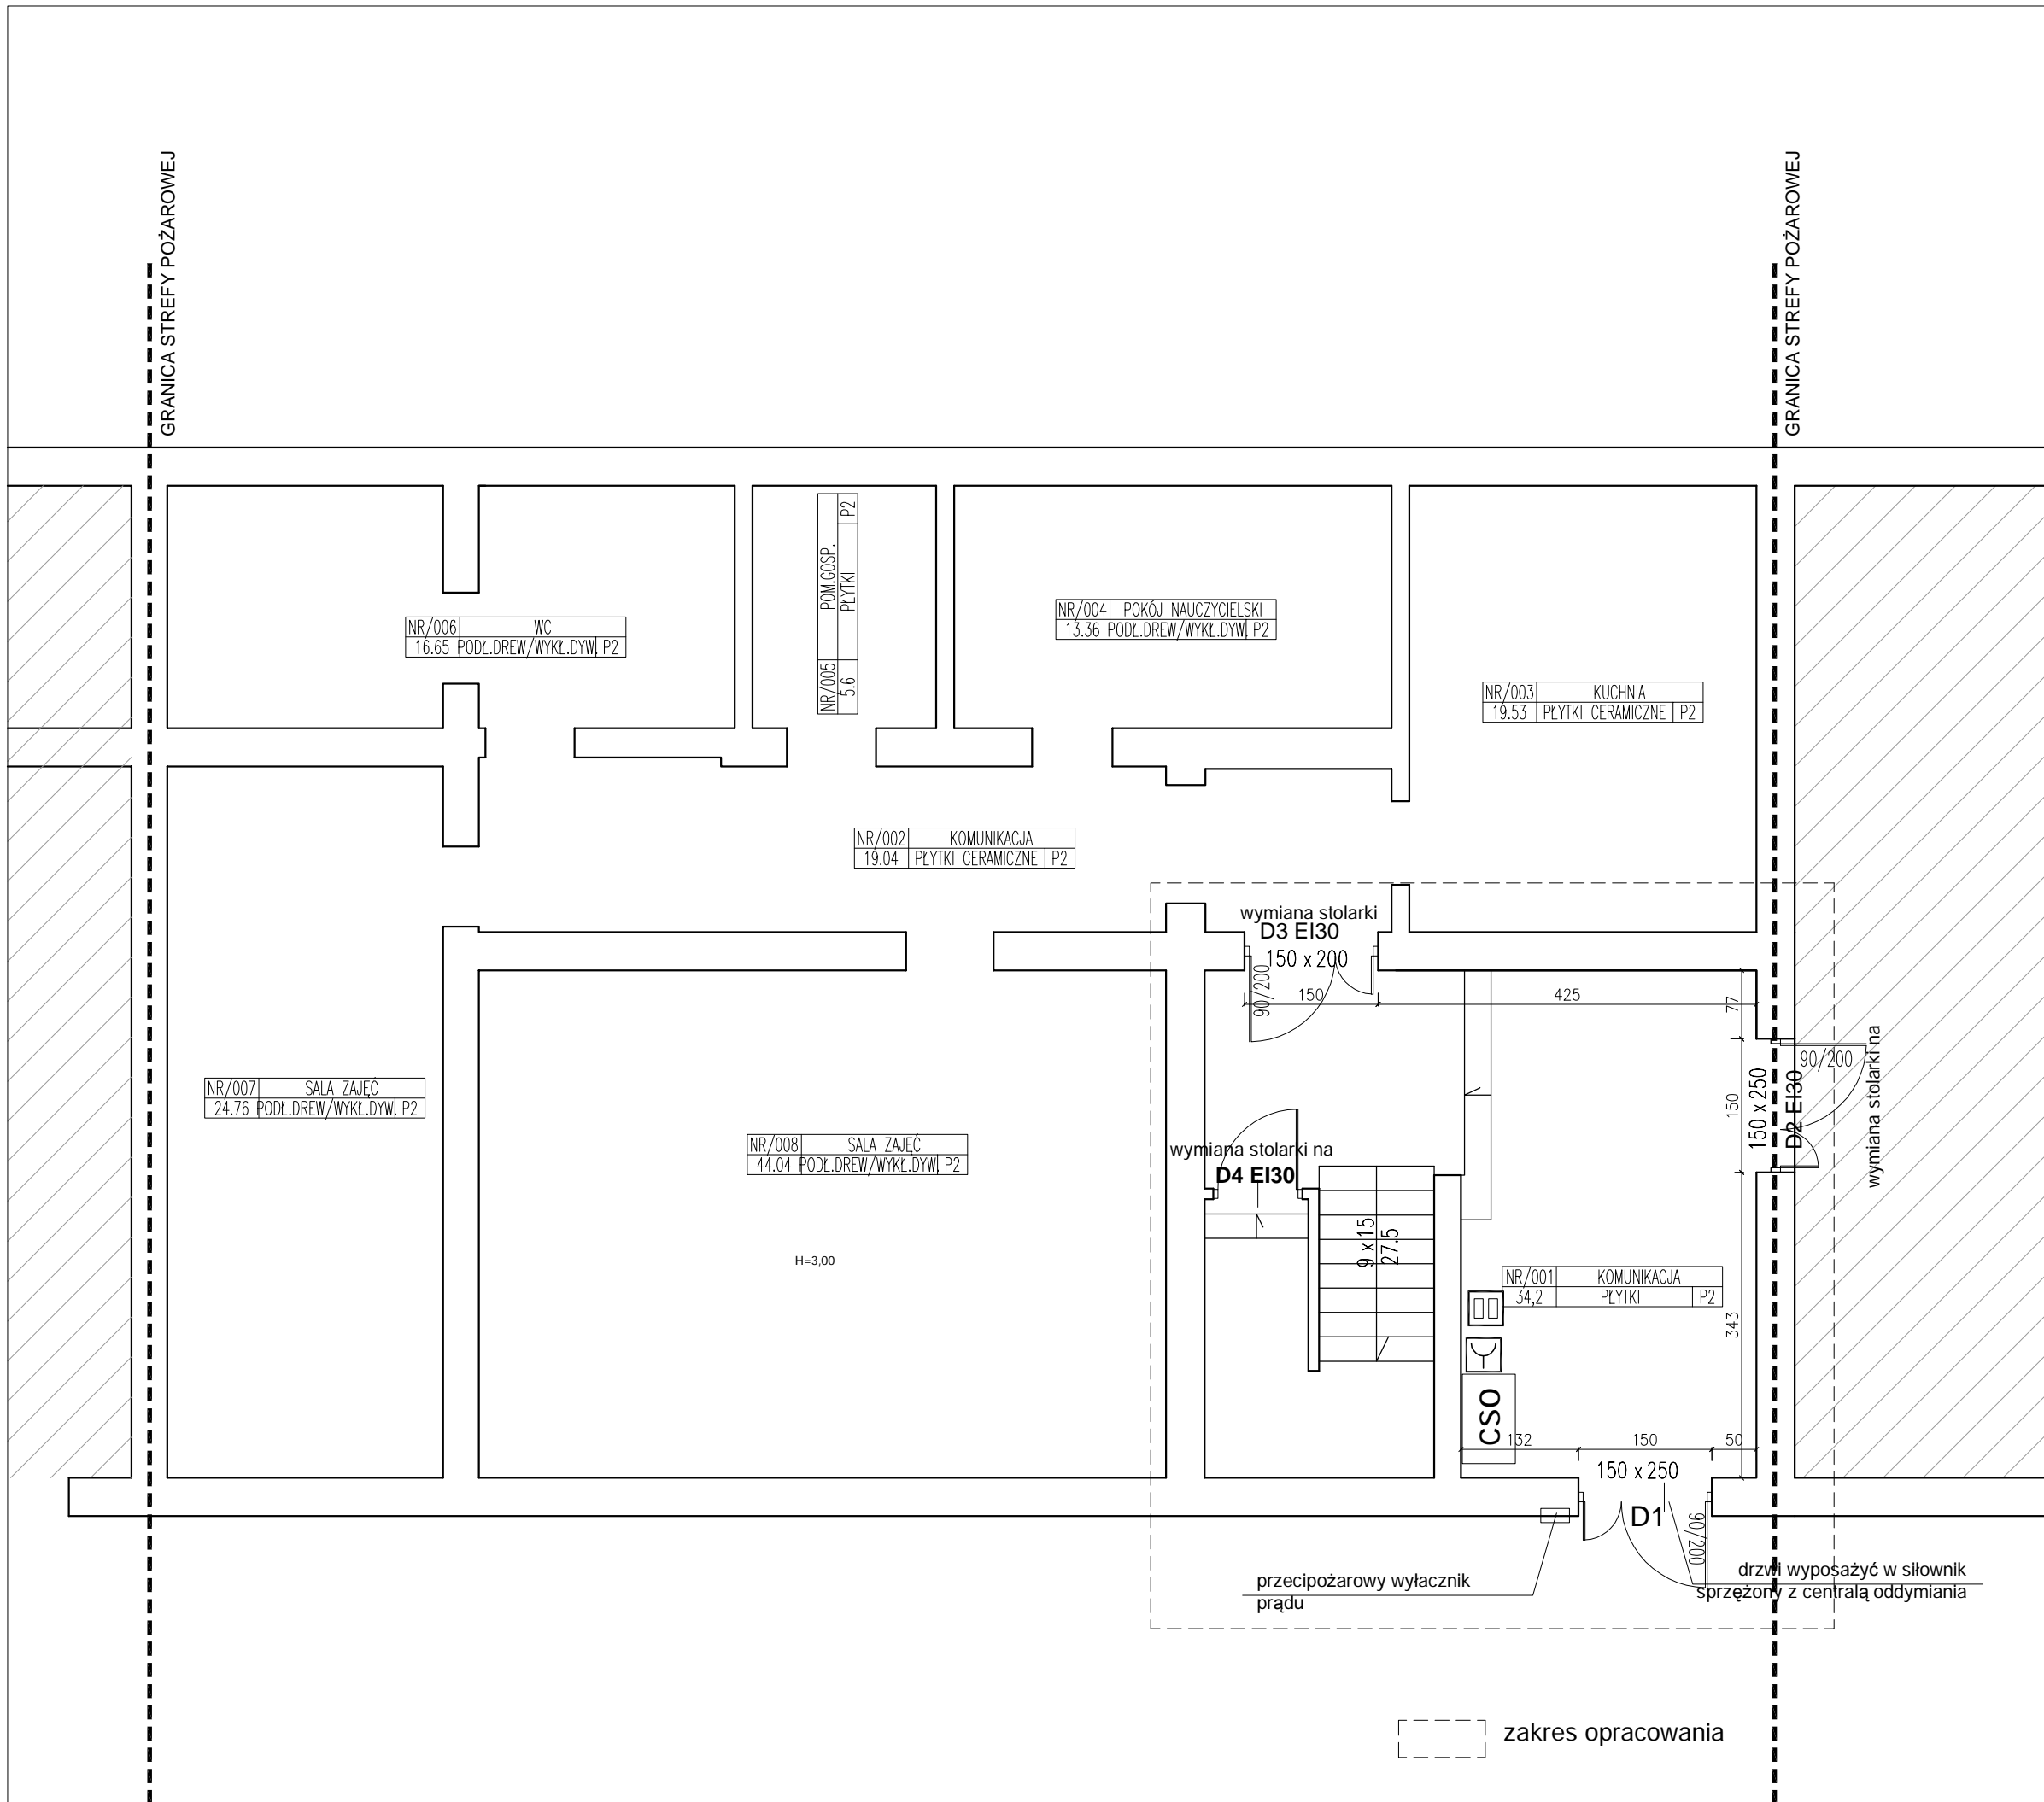 GRANICA STREFY POŻAROWEJ
GRANICA STREFY POŻAROWEJ
NR/006 WC
16.65 PODŁ.DREW/WYKŁ.DYW. P2
NR/005 POM.GOSP.
5.6 PŁYTKI P2
NR/004 POKÓJ NAUCZYCIELSKI
13.36 PODŁ.DREW/WYKŁ.DYW. P2
NR/003 KUCHNIA
19.53 PŁYTKI CERAMICZNE P2
NR/002 KOMUNIKACJA
19.04 PŁYTKI CERAMICZNE P2
wymiana stolarki
D3 EI30
150 x 200
90/200
150
425
77
150
343
150 x 250
D2 EI30
90/200
wymiana stolarki na
NR/007 SALA ZAJĘĆ
24.76 PODŁ.DREW/WYKŁ.DYW. P2
NR/008 SALA ZAJĘĆ
44.04 PODŁ.DREW/WYKŁ.DYW. P2
H=3,00
wymiana stolarki na
D4 EI30
9 x 15
27.5
NR/001 KOMUNIKACJA
34,2 PŁYTKI P2
CSO
132
150
50
150 x 250
D1
90/200
przecipożarowy wyłacznik
prądu
drzwi wyposażyć w siłownik
sprzężony z centralą oddymiania
zakres opracowania